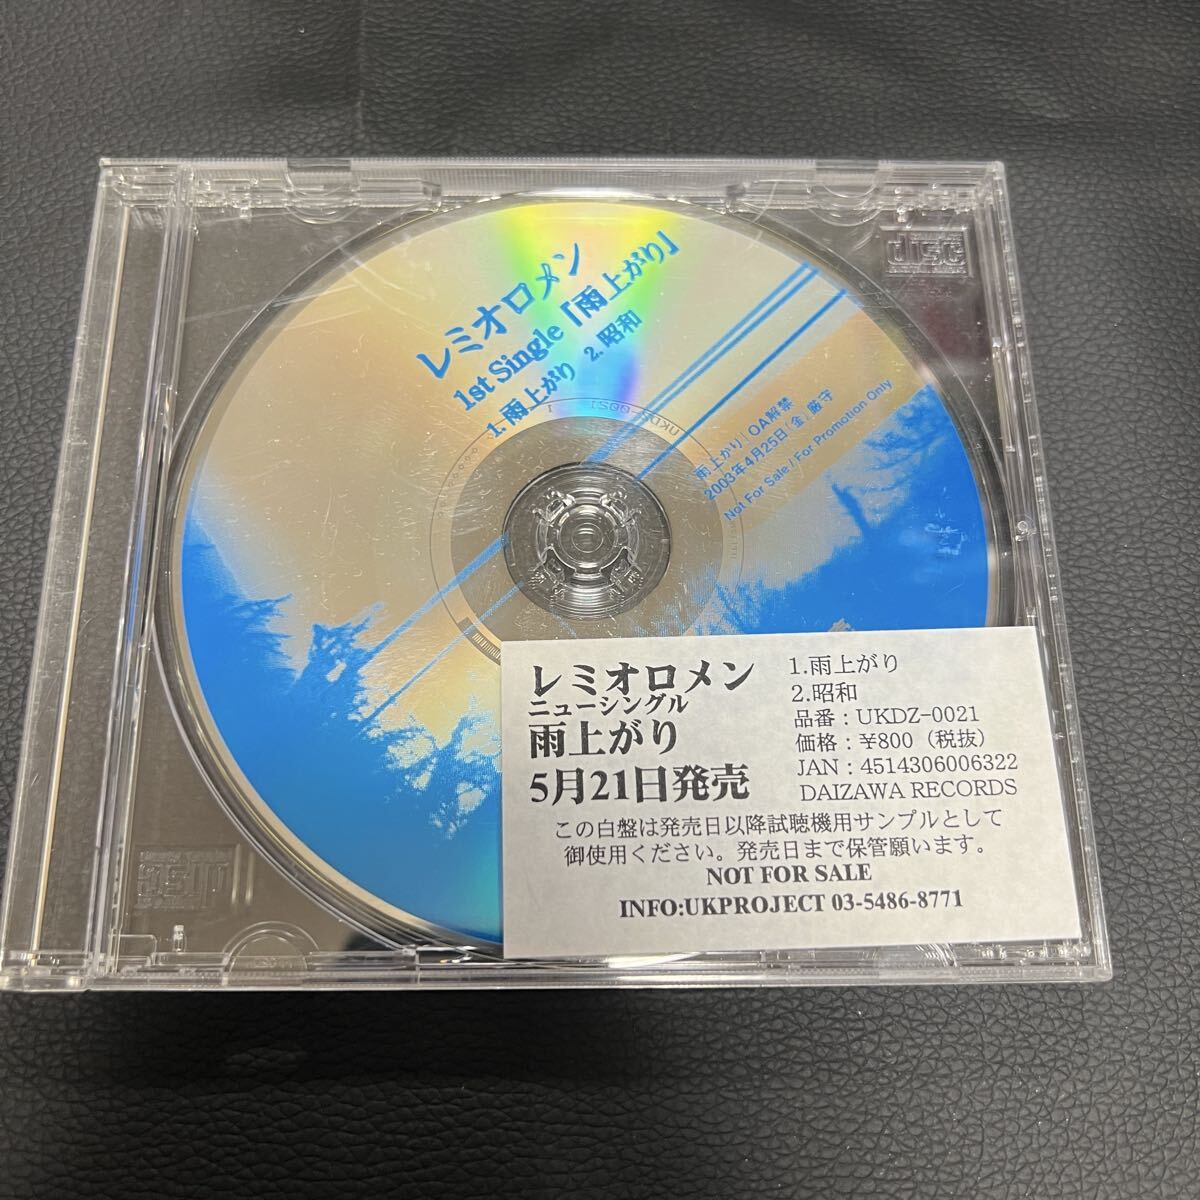 レミオロメン
1st Single「雨上がり」
1. 雨上がり 2. 昭和
雨上がり OA解禁
2003年4月25日(金)厳守
Not For Sale / For Promotion Only
UKDZ-0021
disc
レミオロメン
ニューシングル
雨上がり
5月21日発売
1.雨上がり
2.昭和
品番：UKDZ-0021
価格：¥800（税抜）
JAN：4514306006322
DAIZAWA RECORDS
この白盤は発売日以降試聴機用サンプルとして
御使用ください。発売日まで保管願います。
NOT FOR SALE
INFO:UKPROJECT 03-5486-8771